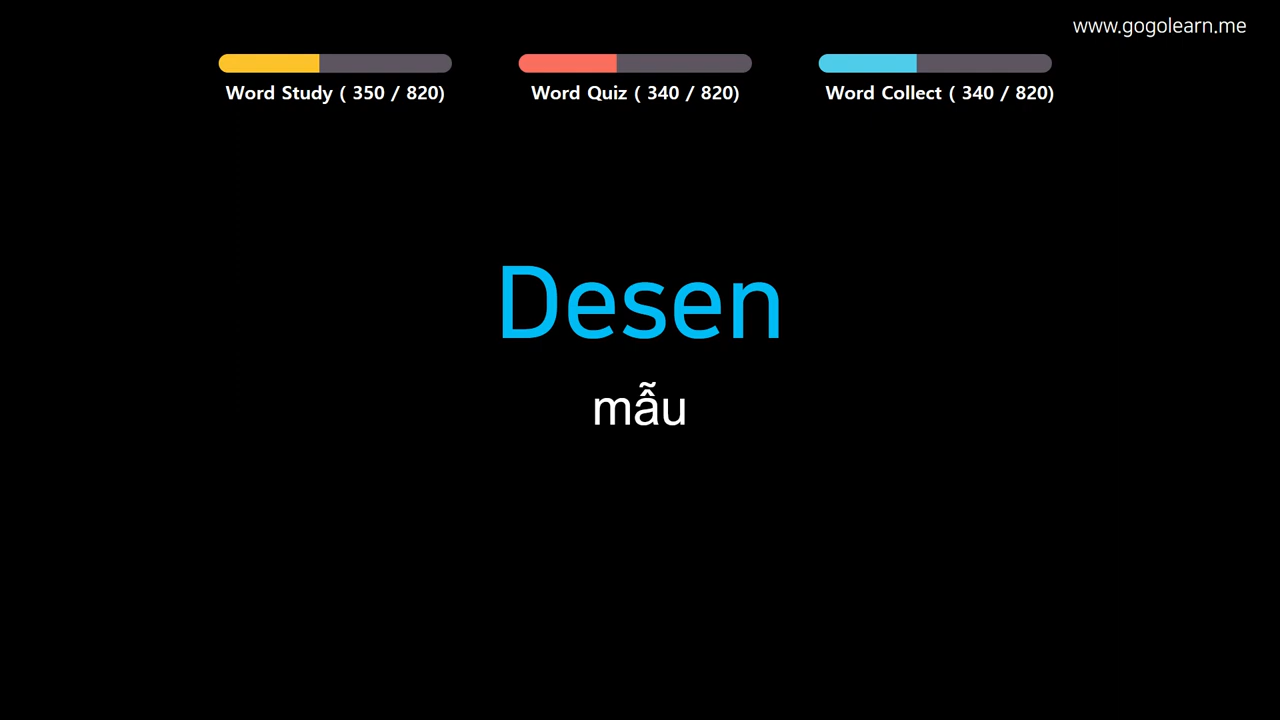 www.gogolearn.me
Word Study ( 350 / 820)
Word Quiz ( 340 / 820)
Word Collect ( 340 / 820)
Desen
mẫu